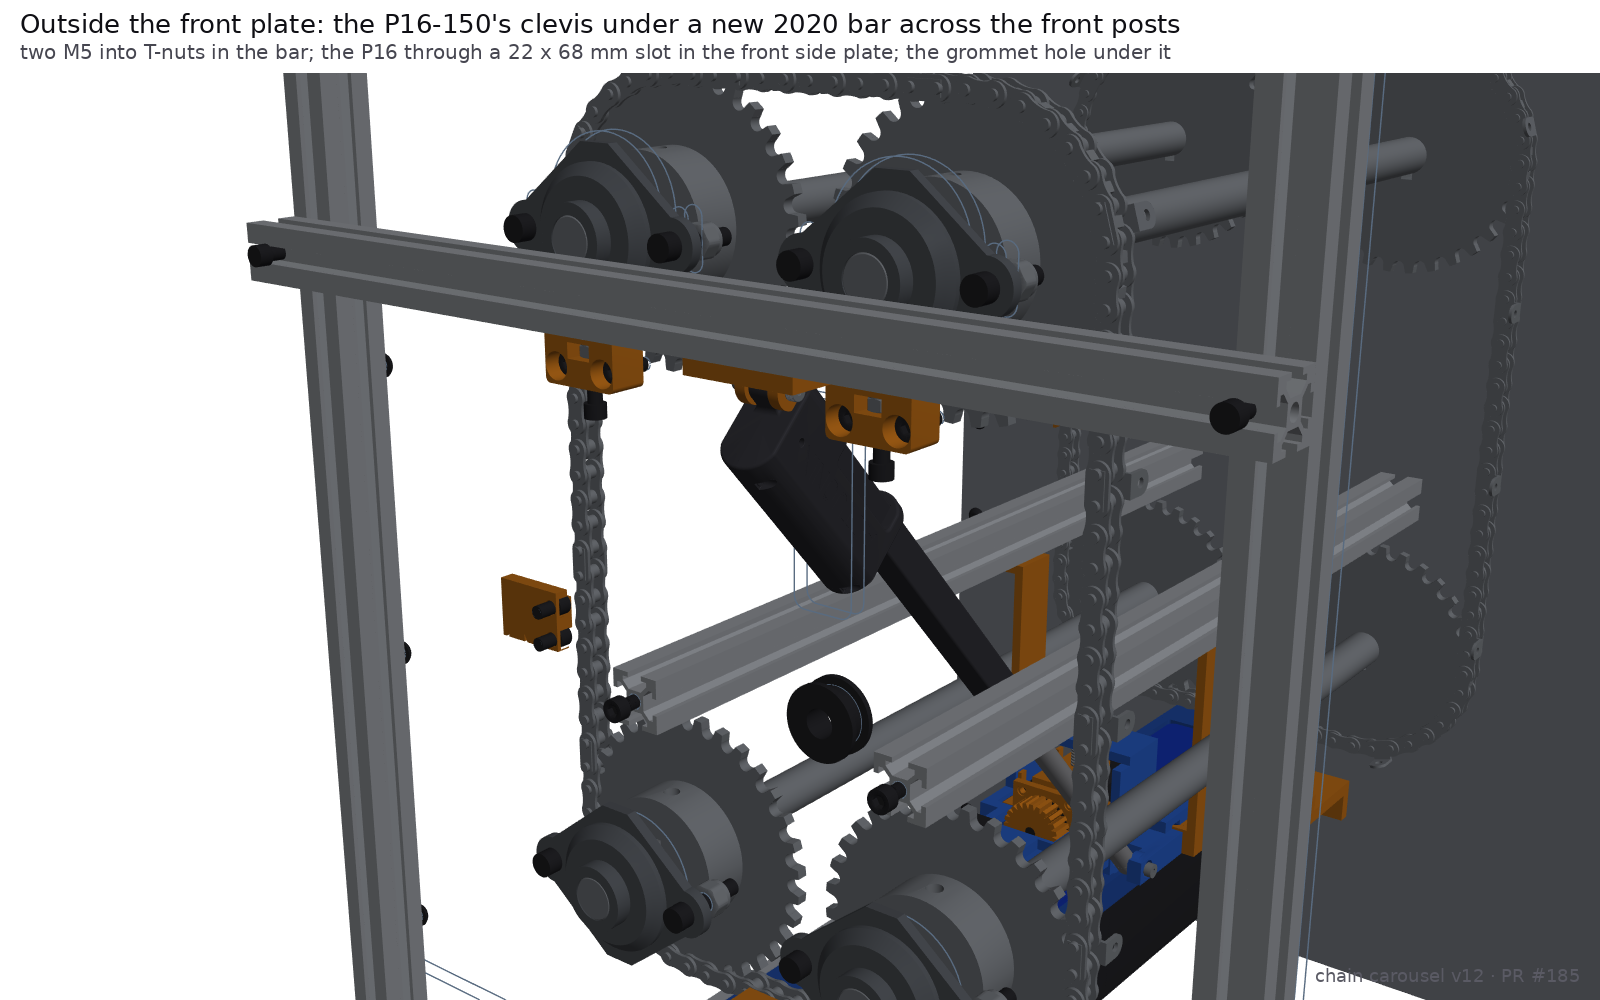 Outside the front plate: the P16-150's clevis under a new 2020 bar across the front posts
two M5 into T-nuts in the bar; the P16 through a 22 x 68 mm slot in the front side plate; the grommet hole under it
chain carousel v12 · PR #185